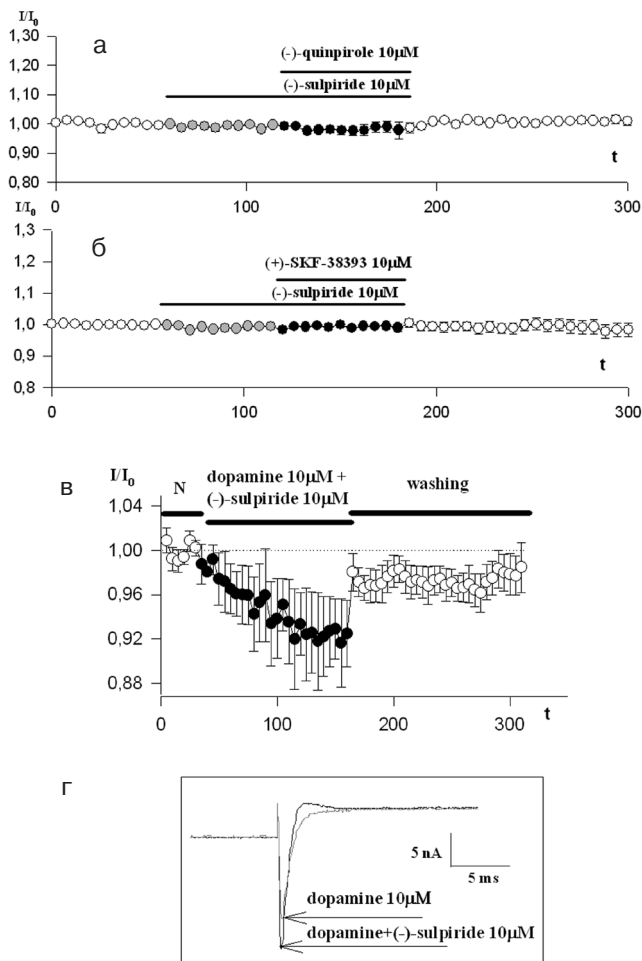 I/I0
а
1,30
1,20
1,10
1,00
0,90
0,80
(-)-quinpirole 10μM
(-)-sulpiride 10μM
t
0
100
200
300
I/I0
б
1,3
1,2
1,1
1,0
0,9
0,8
(+)-SKF-38393 10μM
(-)-sulpiride 10μM
t
0
100
200
300
в
I/I0
N
dopamine 10μM +
(-)-sulpiride 10μM
washing
1,04
1,00
0,96
0,92
0,88
0
100
200
300
t
г
5 nA
5 ms
dopamine 10μM
dopamine+(-)-sulpiride 10μM